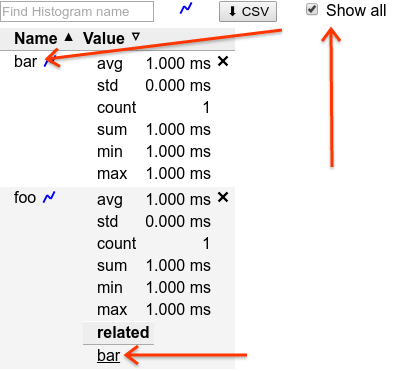 Find Histogram name ⬇ CSV Show all
Name ▲ Value ▿
bar avg 1.000 ms ✕
std 0.000 ms
count 1
sum 1.000 ms
min 1.000 ms
max 1.000 ms
foo avg 1.000 ms ✕
std 0.000 ms
count 1
sum 1.000 ms
min 1.000 ms
max 1.000 ms
related
bar